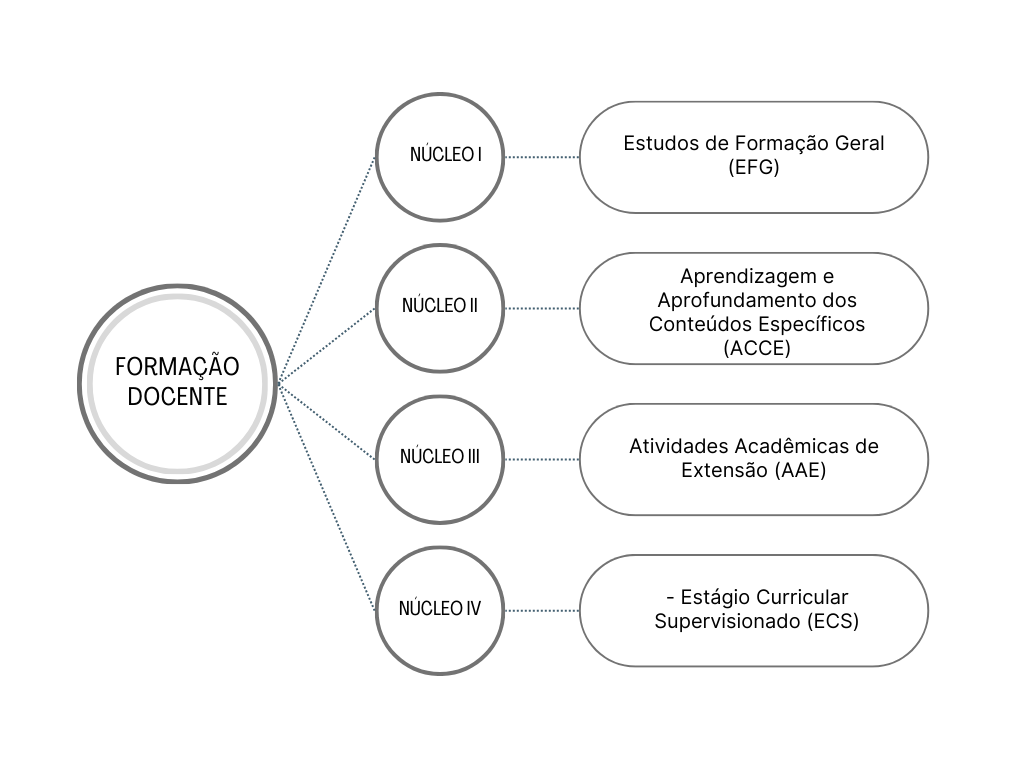 FORMAÇÃO
DOCENTE
NÚCLEO I
Estudos de Formação Geral
(EFG)
NÚCLEO II
Aprendizagem e
Aprofundamento dos
Conteúdos Específicos
(ACCE)
NÚCLEO III
Atividades Acadêmicas de
Extensão (AAE)
NÚCLEO IV
- Estágio Curricular
Supervisionado (ECS)